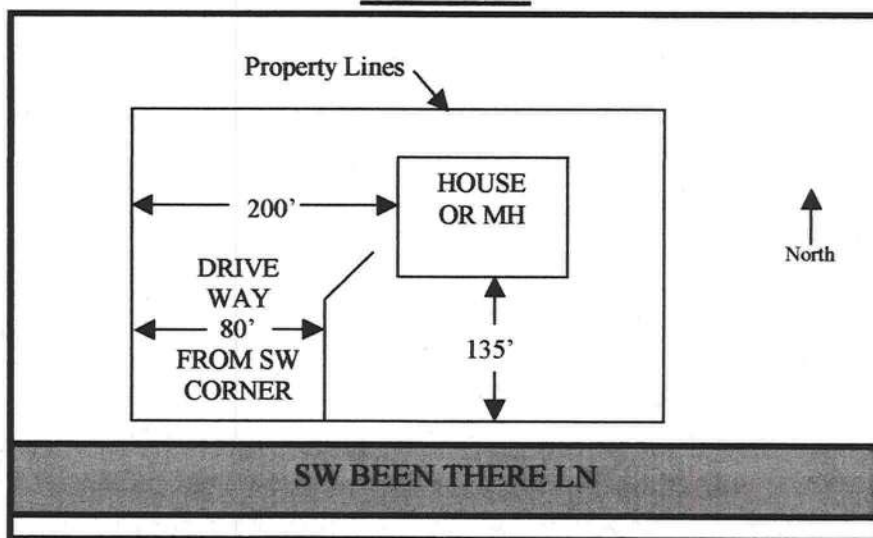 Property Lines
HOUSE
OR MH
200’
North
DRIVE
WAY
80’
FROM SW
CORNER
135’
SW BEEN THERE LN